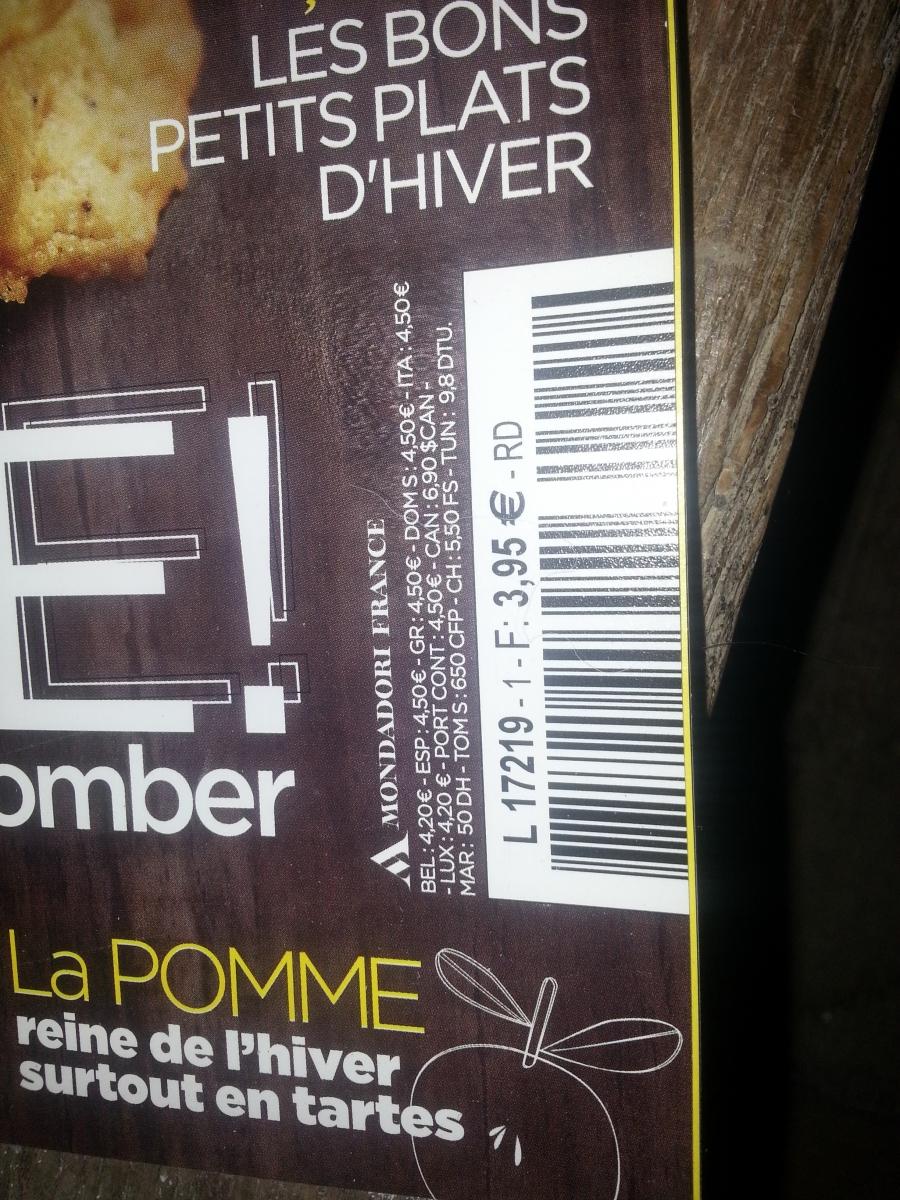 LES BONS
PETITS PLATS
D'HIVER
E!
omber
MONDADORI FRANCE
BEL : 4,20€ - ESP : 4,50€ - GR : 4,50€ - DOM S : 4,50€ - ITA : 4,50€
- LUX : 4,20 € - PORT CONT : 4,50€ - CAN : 6,90 $CAN -
MAR : 50 DH - TOM S : 650 CFP - CH : 5,50 FS - TUN : 9,8 DTU.
L 17219 - 1 - F: 3,95 € - RD
La POMME
reine de l'hiver
surtout en tartes